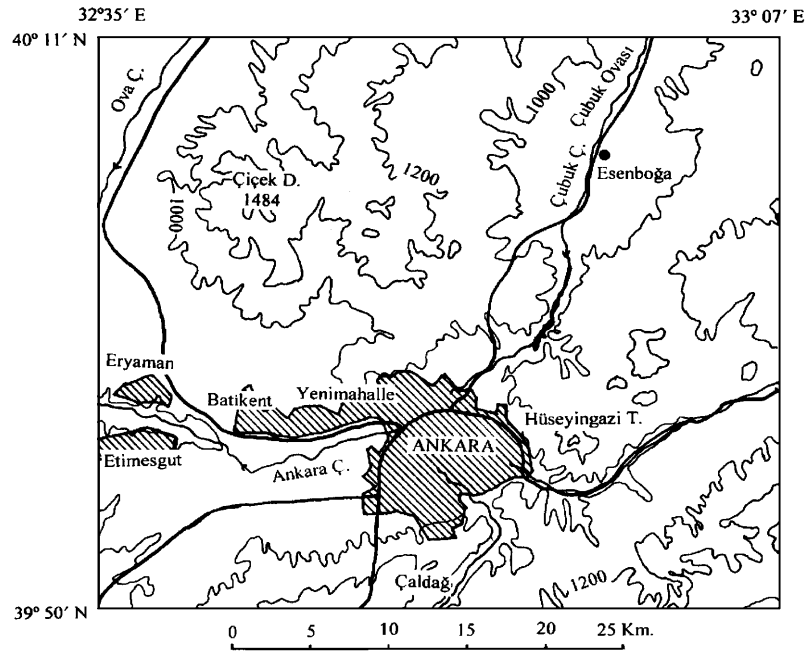 32° 35′ E
33° 07′ E
40° 11′ N
Ova Ç.
1000
Çubuk Ovası
Çubuk Ç.
Esenboğa
1200
Çiçek D.
1484
1000
Eryaman
Batıkent
Yenimahalle
Hüseyingazi T.
ANKARA
Etimesgut
Ankara Ç.
Çaldağ
1200
39° 50′ N
0 5 10 15 20 25 Km.